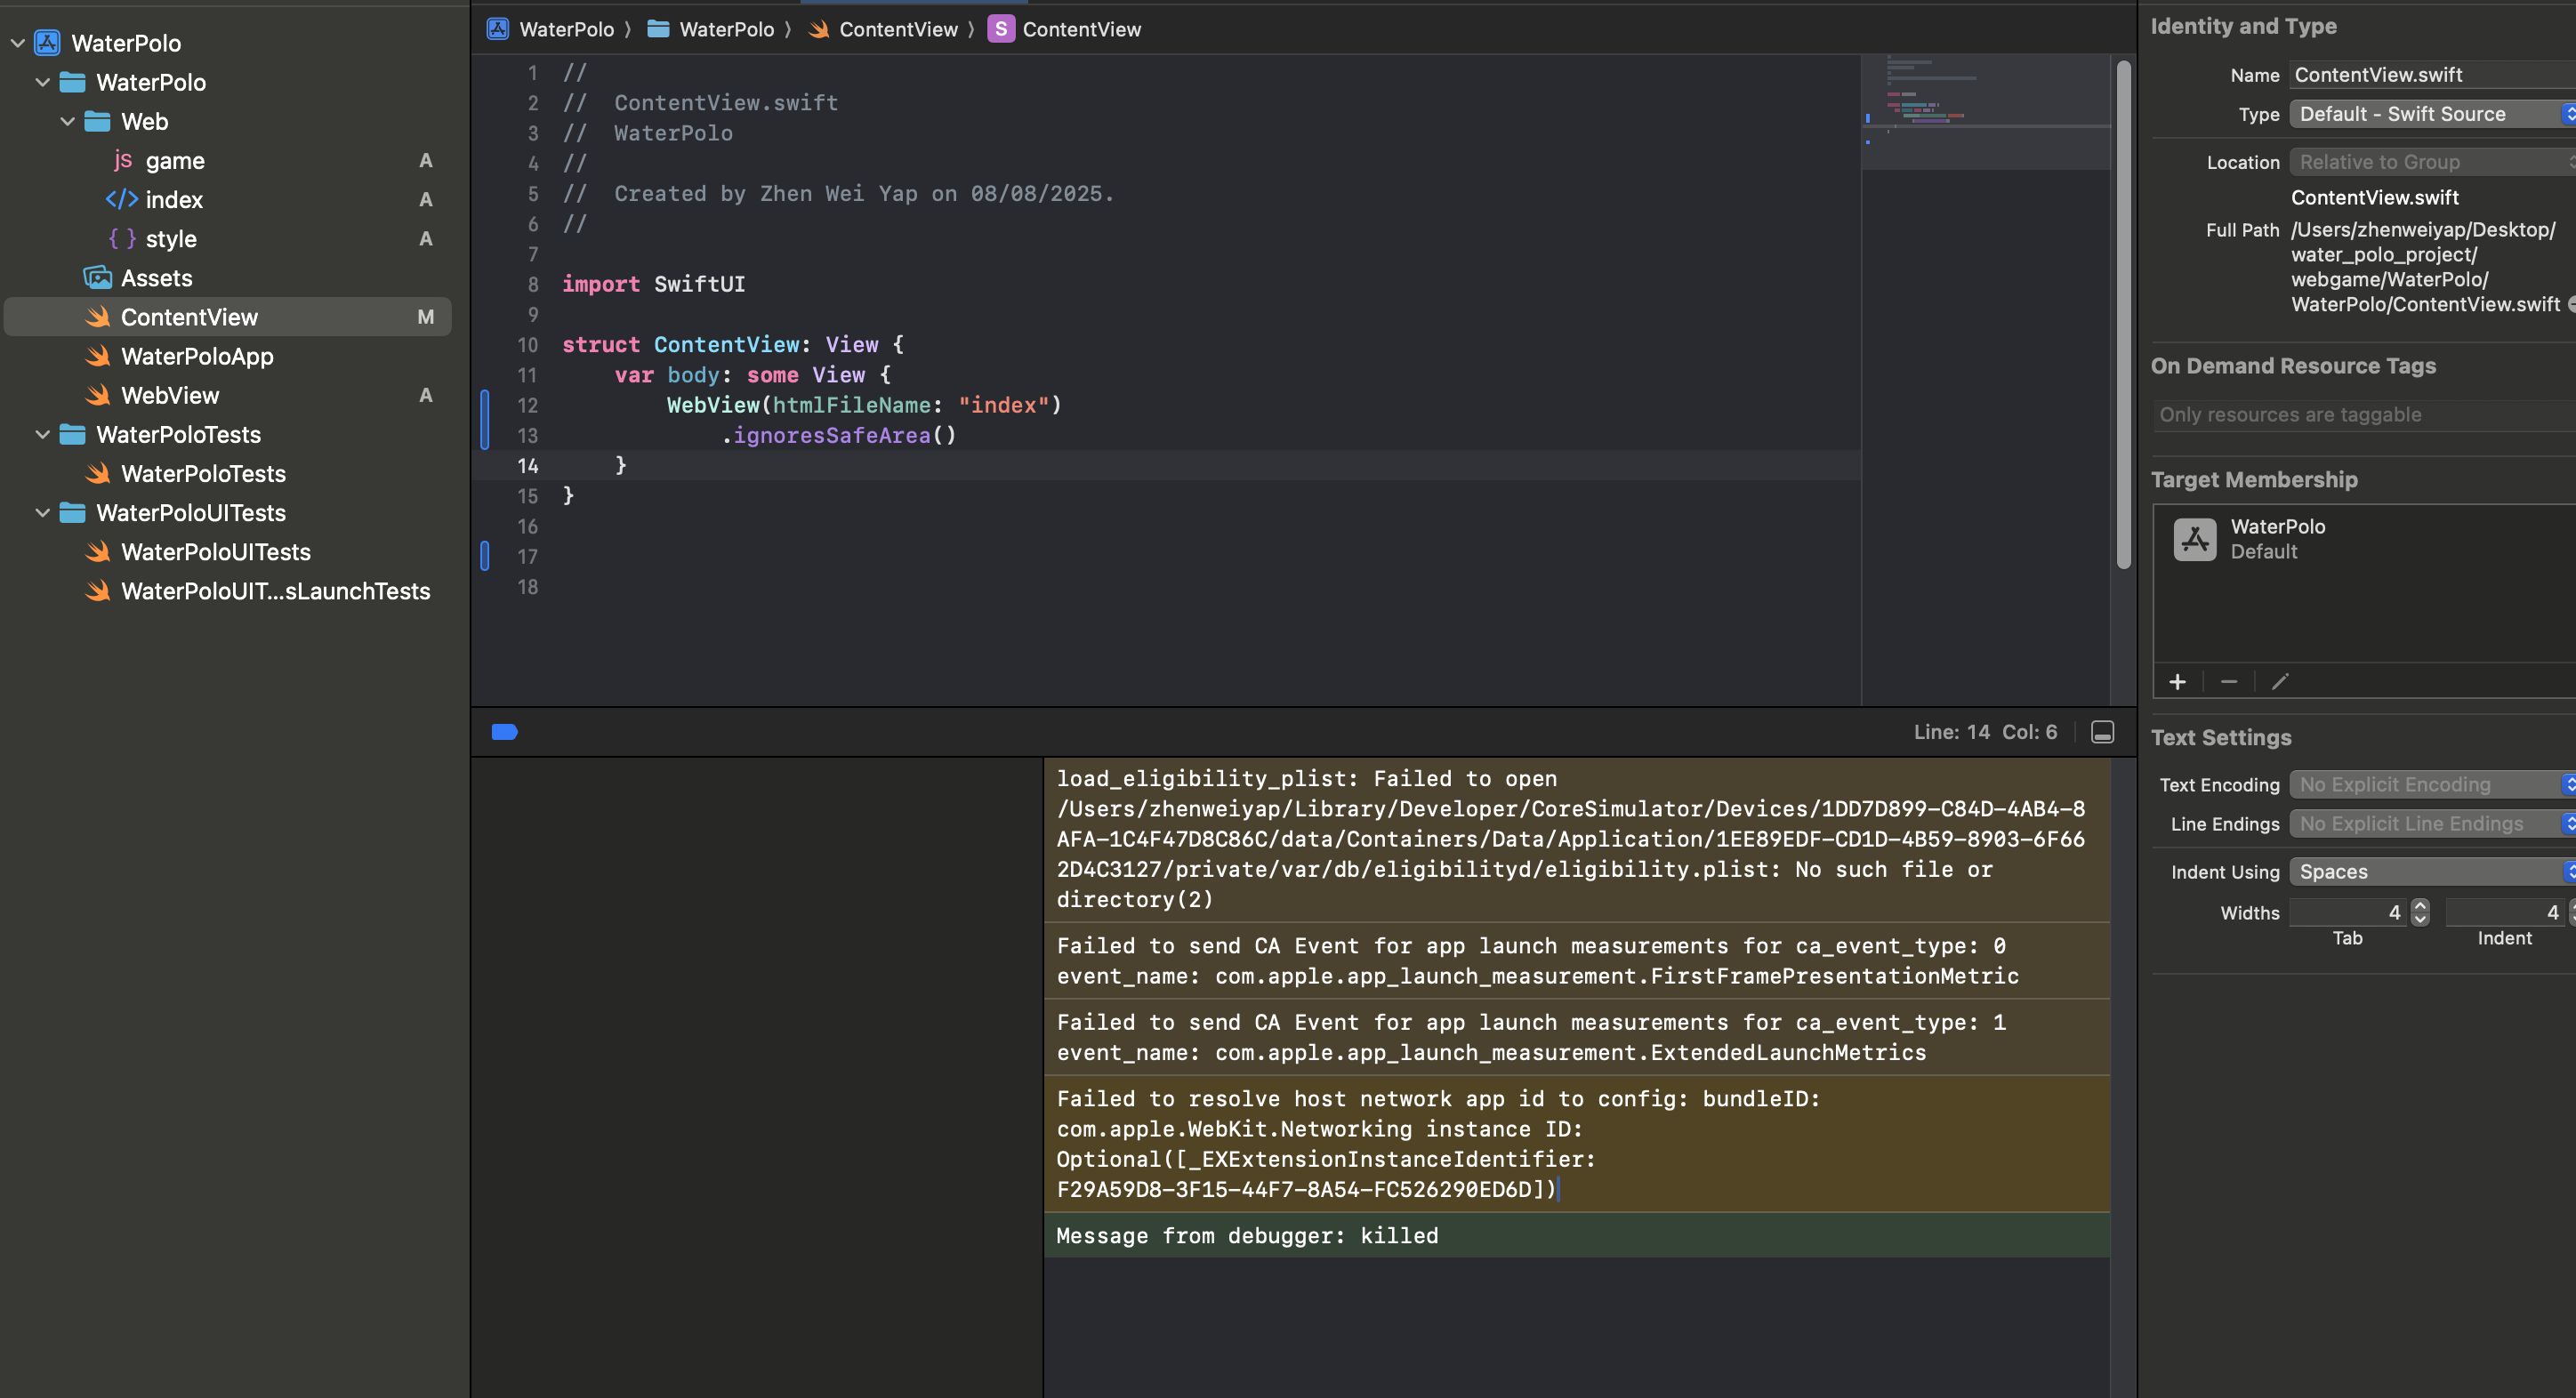 WaterPolo
WaterPolo
Web
JS game A
</> index A
{ } style A
Assets
ContentView M
WaterPoloApp
WebView A
WaterPoloTests
WaterPoloTests
WaterPoloUITests
WaterPoloUITests
WaterPoloUIT...sLaunchTests
WaterPolo 〉 WaterPolo 〉 ContentView 〉 S ContentView
1 //
2 //  ContentView.swift
3 //  WaterPolo
4 //
5 //  Created by Zhen Wei Yap on 08/08/2025.
6 //
7
8 import SwiftUI
9
10 struct ContentView: View {
11     var body: some View {
12         WebView(htmlFileName: "index")
13             .ignoresSafeArea()
14     }
15 }
16
17
18
Line: 14 Col: 6
load_eligibility_plist: Failed to open
/Users/zhenweiyap/Library/Developer/CoreSimulator/Devices/1DD7D899-C84D-4AB4-8
AFA-1C4F47D8C86C/data/Containers/Data/Application/1EE89EDF-CD1D-4B59-8903-6F66
2D4C3127/private/var/db/eligibilityd/eligibility.plist: No such file or
directory(2)
Failed to send CA Event for app launch measurements for ca_event_type: 0
event_name: com.apple.app_launch_measurement.FirstFramePresentationMetric
Failed to send CA Event for app launch measurements for ca_event_type: 1
event_name: com.apple.app_launch_measurement.ExtendedLaunchMetrics
Failed to resolve host network app id to config: bundleID:
com.apple.WebKit.Networking instance ID:
Optional([_EXExtensionInstanceIdentifier:
F29A59D8-3F15-44F7-8A54-FC526290ED6D])
Message from debugger: killed
Identity and Type
Name ContentView.swift
Type Default - Swift Source
Location Relative to Group
ContentView.swift
Full Path /Users/zhenweiyap/Desktop/
water_polo_project/
webgame/WaterPolo/
WaterPolo/ContentView.swift
On Demand Resource Tags
Only resources are taggable
Target Membership
WaterPolo
Default
Text Settings
Text Encoding No Explicit Encoding
Line Endings No Explicit Line Endings
Indent Using Spaces
Widths 4 4
Tab Indent